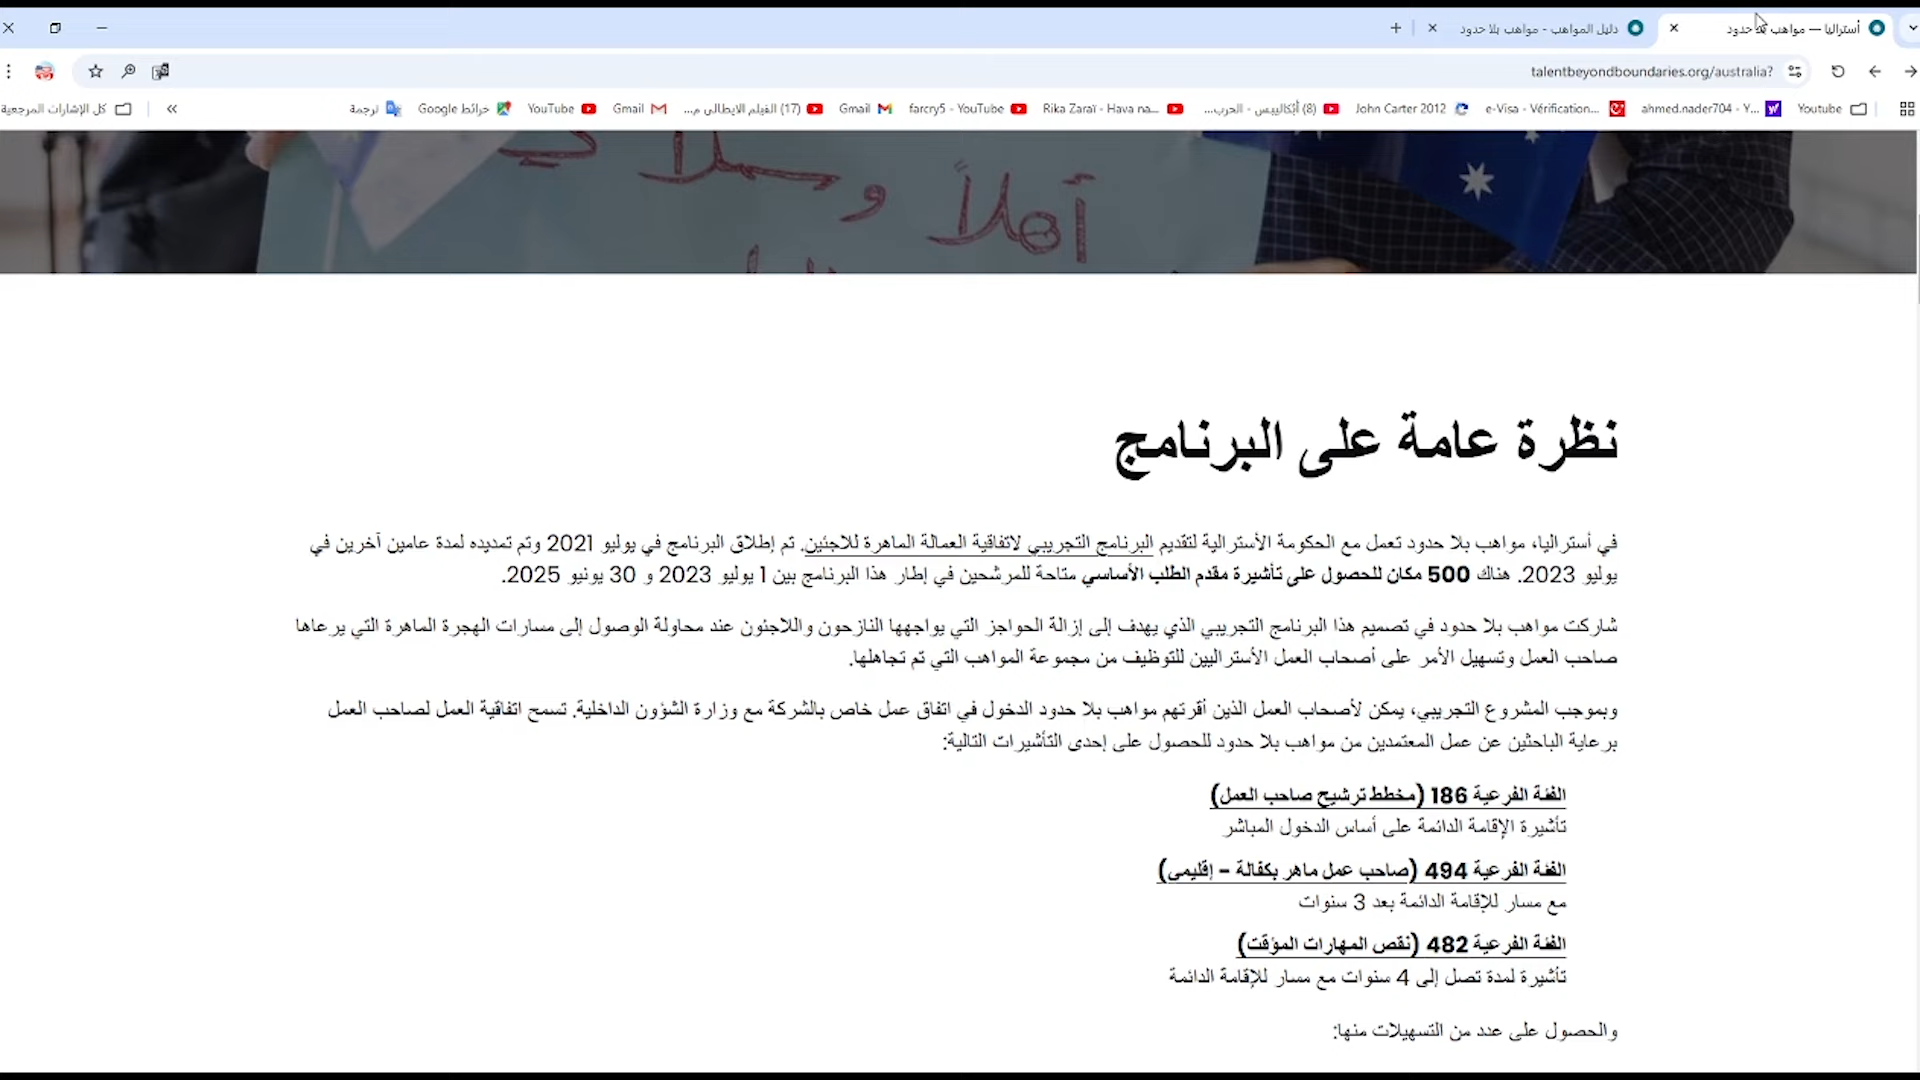 أستراليا — مواهب بلا حدود
دليل المواهب - مواهب بلا حدود
talentbeyondboundaries.org/australia?
Youtube
ahmed.nader704 - Y...
e-Visa - Vérification...
John Carter 2012
(8) أبُكاليبس - الحرب...
Rika Zaraï - Hava na...
farcry5 - YouTube
Gmail
(17) الفيلم الايطالى م...
Gmail
YouTube
خرائط Google
ترجمة
كل الإشارات المرجعية
أهلاً وسهلا
نظرة عامة على البرنامج
في أستراليا، مواهب بلا حدود تعمل مع الحكومة الأسترالية لتقديم البرنامج التجريبي لاتفاقية العمالة الماهرة للاجئين. تم إطلاق البرنامج في يوليو 2021 وتم تمديده لمدة عامين آخرين في
يوليو 2023. هناك 500 مكان للحصول على تأشيرة مقدم الطلب الأساسي متاحة للمرشحين في إطار هذا البرنامج بين 1 يوليو 2023 و 30 يونيو 2025.
شاركت مواهب بلا حدود في تصميم هذا البرنامج التجريبي الذي يهدف إلى إزالة الحواجز التي يواجهها النازحون واللاجئون عند محاولة الوصول إلى مسارات الهجرة الماهرة التي يرعاها
صاحب العمل وتسهيل الأمر على أصحاب العمل الأستراليين للتوظيف من مجموعة المواهب التي تم تجاهلها.
وبموجب المشروع التجريبي، يمكن لأصحاب العمل الذين أقرتهم مواهب بلا حدود الدخول في اتفاق عمل خاص بالشركة مع وزارة الشؤون الداخلية. تسمح اتفاقية العمل لصاحب العمل
برعاية الباحثين عن عمل المعتمدين من مواهب بلا حدود للحصول على إحدى التأشيرات التالية:
الفئة الفرعية 186 (مخطط ترشيح صاحب العمل)
تأشيرة الإقامة الدائمة على أساس الدخول المباشر
الفئة الفرعية 494 (صاحب عمل ماهر بكفالة – إقليمي)
مع مسار للإقامة الدائمة بعد 3 سنوات
الفئة الفرعية 482 (نقص المهارات المؤقت)
تأشيرة لمدة تصل إلى 4 سنوات مع مسار للإقامة الدائمة
والحصول على عدد من التسهيلات منها: